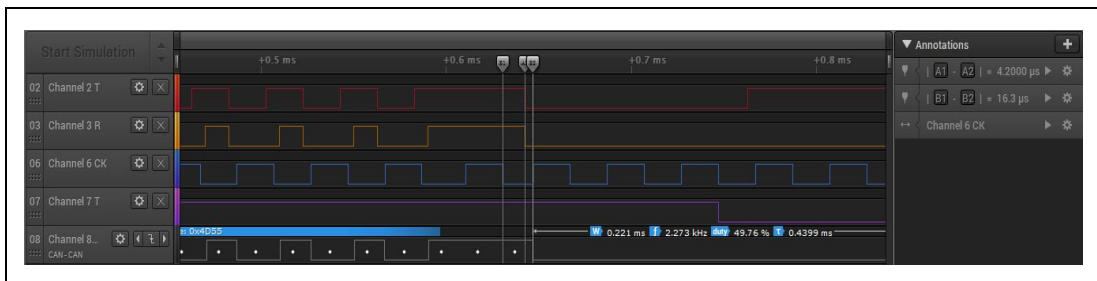 Start Simulation
+0.5 ms +0.6 ms +0.7 ms +0.8 ms
▼ Annotations +
| A1 - A2 | = 4.2000 µs
| B1 - B2 | = 16.3 µs
Channel 6 CK
02 Channel 2 T
03 Channel 3 R
06 Channel 6 CK
07 Channel 7 T
08 Channel 8...
CAN - CAN
: 0x4D55
W 0.221 ms f 2.273 kHz duty 49.76 % T 0.4399 ms